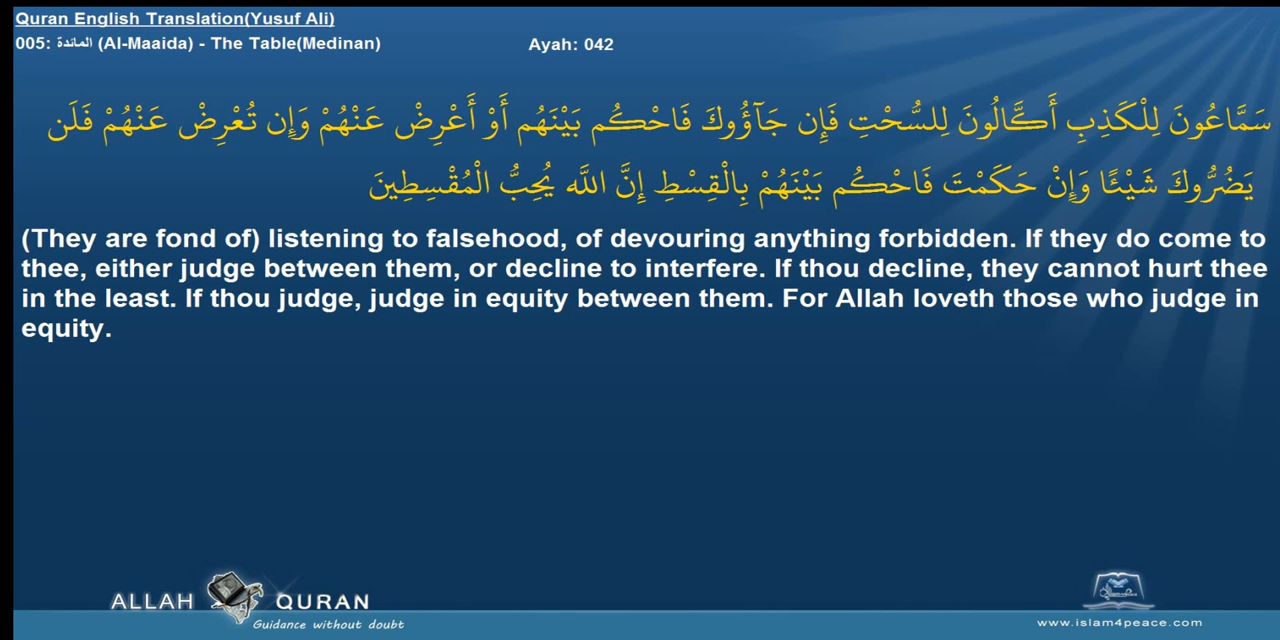 Quran English Translation(Yusuf Ali)
005: المائدة (Al-Maaida) - The Table(Medinan) Ayah: 042
سَمَّاعُونَ لِلْكَذِبِ أَكَّالُونَ لِلسُّحْتِ فَإِن جَآؤُوكَ فَاحْكُم بَيْنَهُم أَوْ أَعْرِضْ عَنْهُمْ وَإِن تُعْرِضْ عَنْهُمْ فَلَن
يَضُرُّوكَ شَيْئًا وَإِنْ حَكَمْتَ فَاحْكُم بَيْنَهُمْ بِالْقِسْطِ إِنَّ اللّه يُحِبُّ الْمُقْسِطِينَ
(They are fond of) listening to falsehood, of devouring anything forbidden. If they do come to
thee, either judge between them, or decline to interfere. If thou decline, they cannot hurt thee
in the least. If thou judge, judge in equity between them. For Allah loveth those who judge in
equity.
ALLAH QURAN
Guidance without doubt
www.islam4peace.com